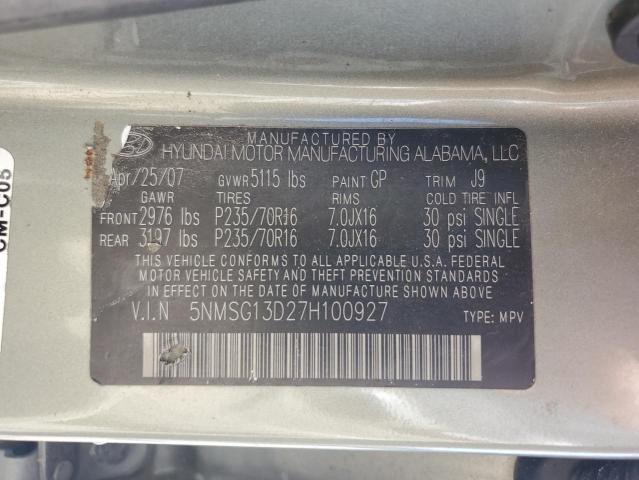 MANUFACTURED BY
HYUNDAI MOTOR MANUFACTURING ALABAMA, LLC
Apr/25/07 GVWR 5115 lbs PAINT GP TRIM J9
GAWR TIRES RIMS COLD TIRE INFL
FRONT 2976 lbs P235/70R16 7.0JX16 30 psi SINGLE
REAR 3197 lbs P235/70R16 7.0JX16 30 psi SINGLE
THIS VEHICLE CONFORMS TO ALL APPLICABLE U.S.A. FEDERAL
MOTOR VEHICLE SAFETY AND THEFT PREVENTION STANDARDS
IN EFFECT ON THE DATE OF MANUFACTURE SHOWN ABOVE.
V.I.N 5NMSG13D27H100927 TYPE: MPV
CM-C05